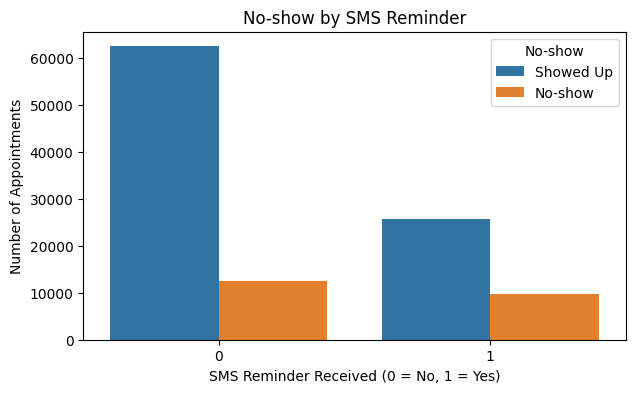 No-show by SMS Reminder
No-show
Showed Up
No-show
Number of Appointments
60000
50000
40000
30000
20000
10000
0
0
1
SMS Reminder Received (0 = No, 1 = Yes)